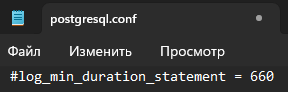 postgresql.conf
Файл Изменить Просмотр
#log_min_duration_statement = 660